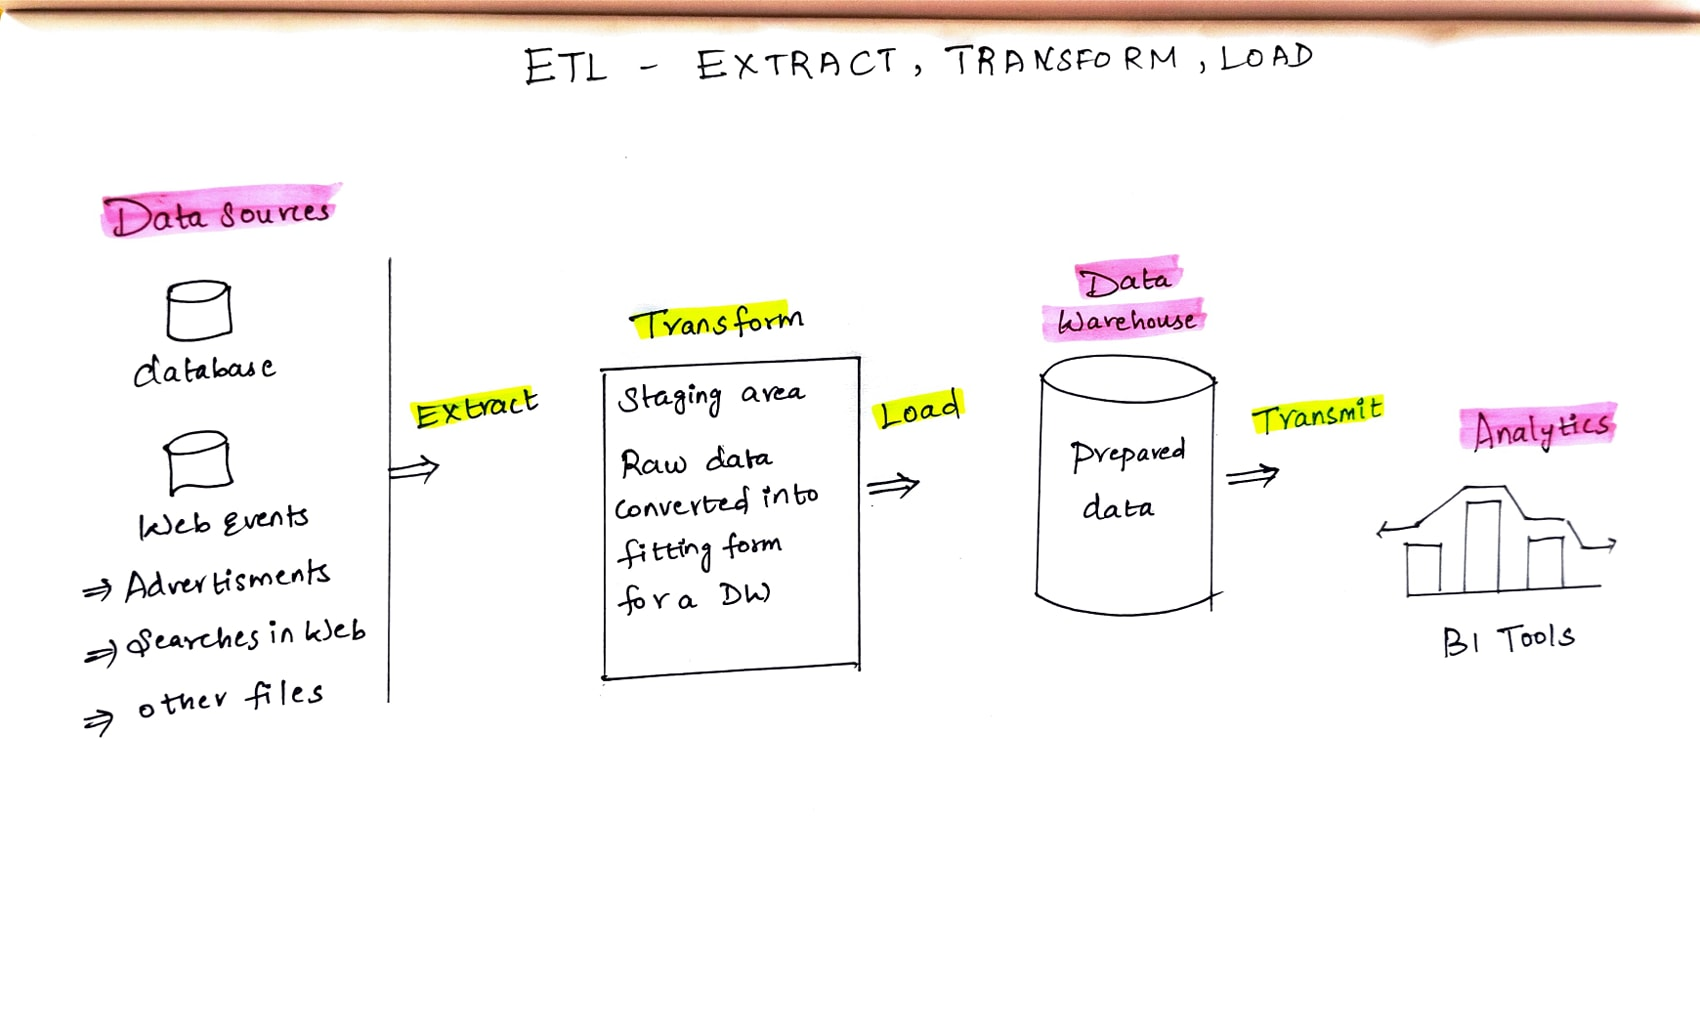 ETL - EXTRACT, TRANSFORM, LOAD
Data Sources
database
Web Events
⇒ Advertisments
⇒ Searches in Web
⇒ other files
Extract
Transform
Staging area
Raw data
converted into
fitting form
for a DW
Load
Data
Warehouse
Prepared
data
Transmit
Analytics
BI Tools